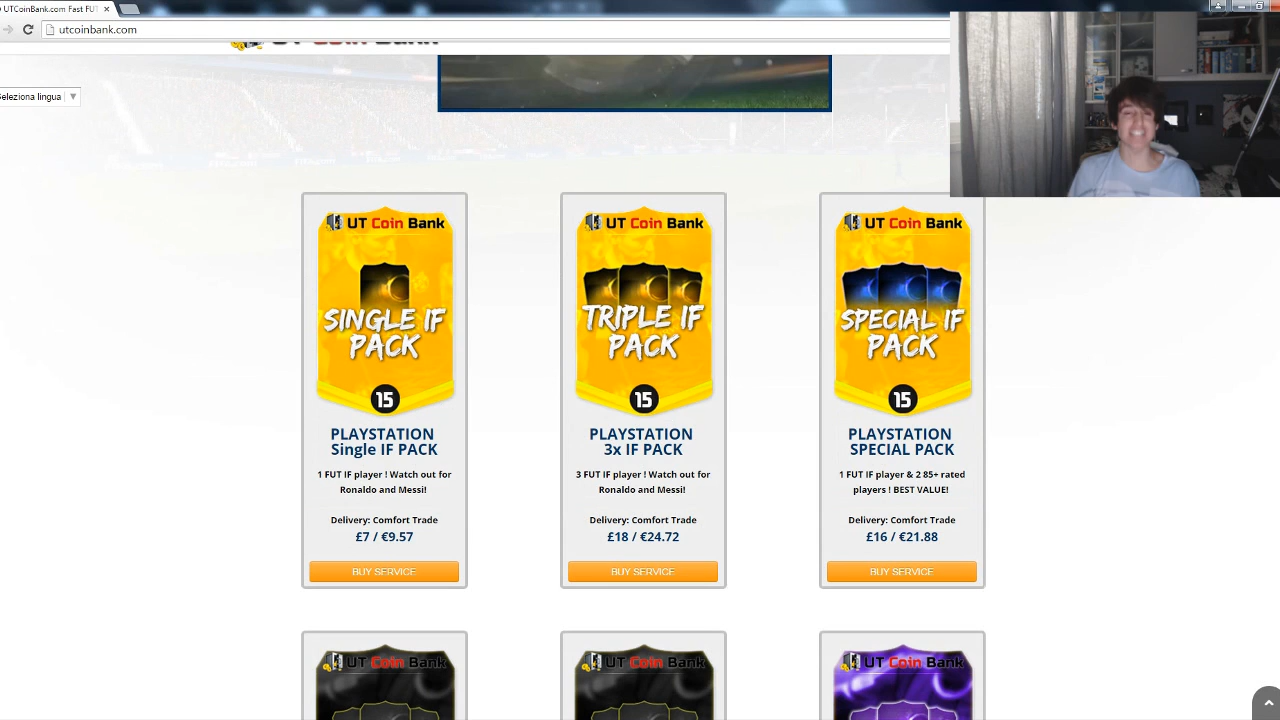 UTCoinBank.com Fast FUT
utcoinbank.com
UT Coin Bank
Seleziona lingua
UT Coin Bank
SINGLE IF
PACK
15
PLAYSTATION
Single IF PACK
1 FUT IF player ! Watch out for
Ronaldo and Messi!
Delivery: Comfort Trade
£7 / €9.57
BUY SERVICE
UT Coin Bank
TRIPLE IF
PACK
15
PLAYSTATION
3x IF PACK
3 FUT IF player ! Watch out for
Ronaldo and Messi!
Delivery: Comfort Trade
£18 / €24.72
BUY SERVICE
UT Coin Bank
SPECIAL IF
PACK
15
PLAYSTATION
SPECIAL PACK
1 FUT IF player & 2 85+ rated
players ! BEST VALUE!
Delivery: Comfort Trade
£16 / €21.88
BUY SERVICE
UT Coin Bank
UT Coin Bank
UT Coin Bank